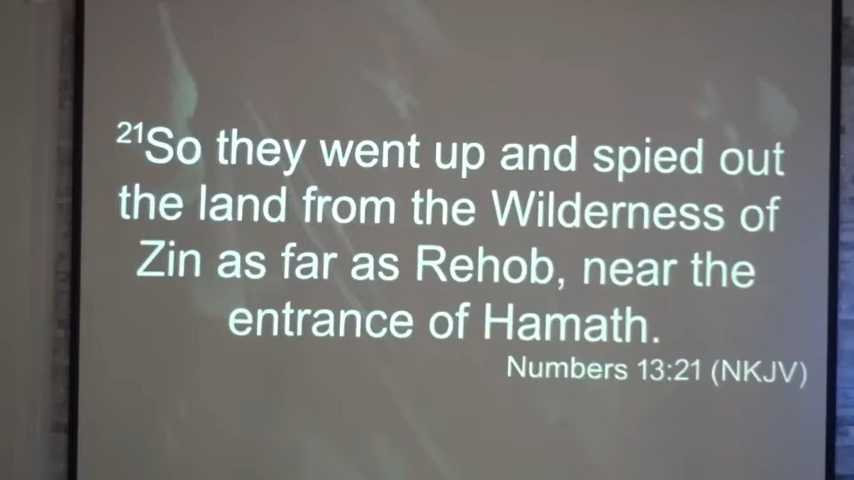 21So they went up and spied out
the land from the Wilderness of
Zin as far as Rehob, near the
entrance of Hamath.
Numbers 13:21 (NKJV)